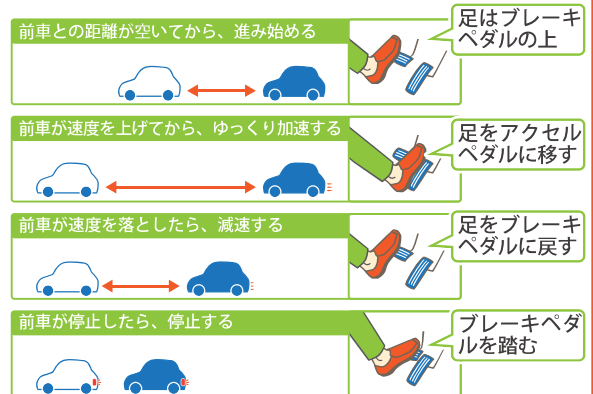 前車との距離が空いてから、進み始める
足はブレーキ
ペダルの上
前車が速度を上げてから、ゆっくり加速する
足をアクセル
ペダルに移す
前車が速度を落としたら、減速する
足をブレーキ
ペダルに戻す
前車が停止したら、停止する
ブレーキペダ
ルを踏む